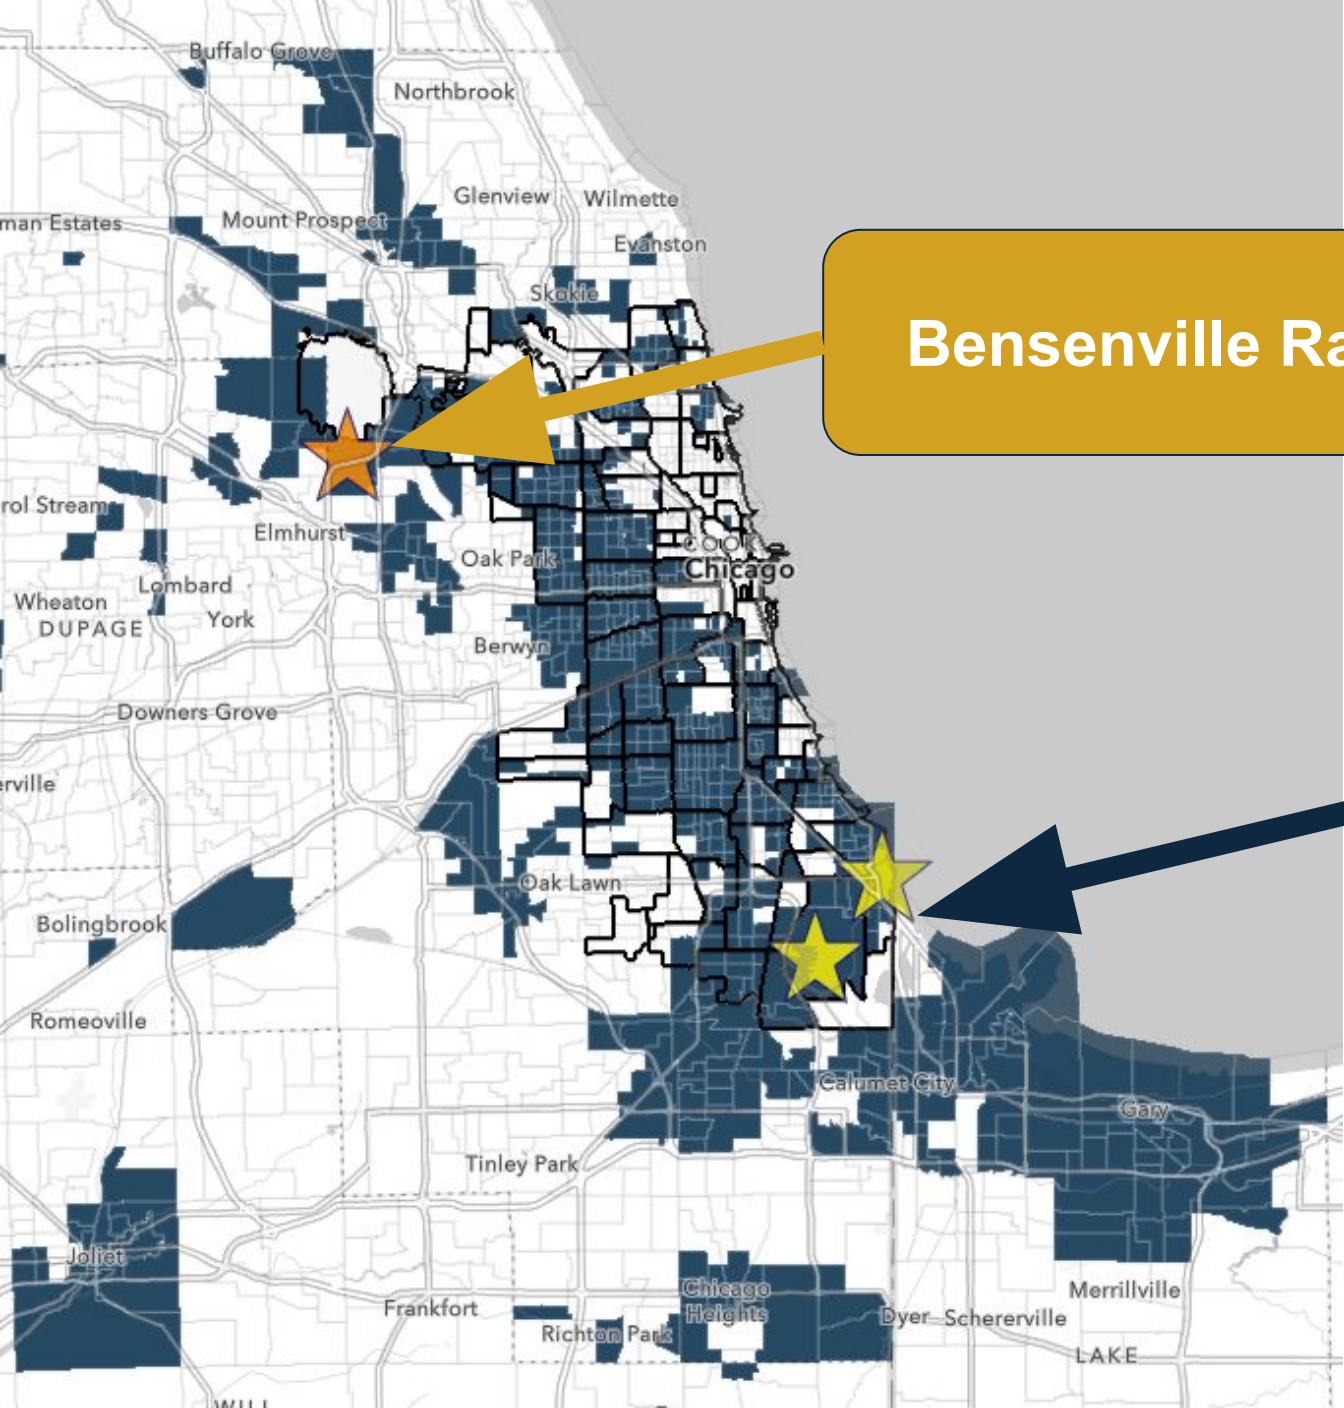 Buffalo Grove
Northbrook
Glenview
Wilmette
man Estates
Mount Prospect
Evanston
Skokie
Bensenville Ra
rol Stream
Elmhurst
COOK
Oak Park
Chicago
Lombard
Wheaton
York
DUPAGE
Berwyn
Downers Grove
erville
Oak Lawn
Bolingbrook
Romeoville
Calumet City
Gary
Tinley Park
Joliet
Chicago
Heights
Merrillville
Frankfort
Dyer
Schererville
Richton Park
LAKE
WILL